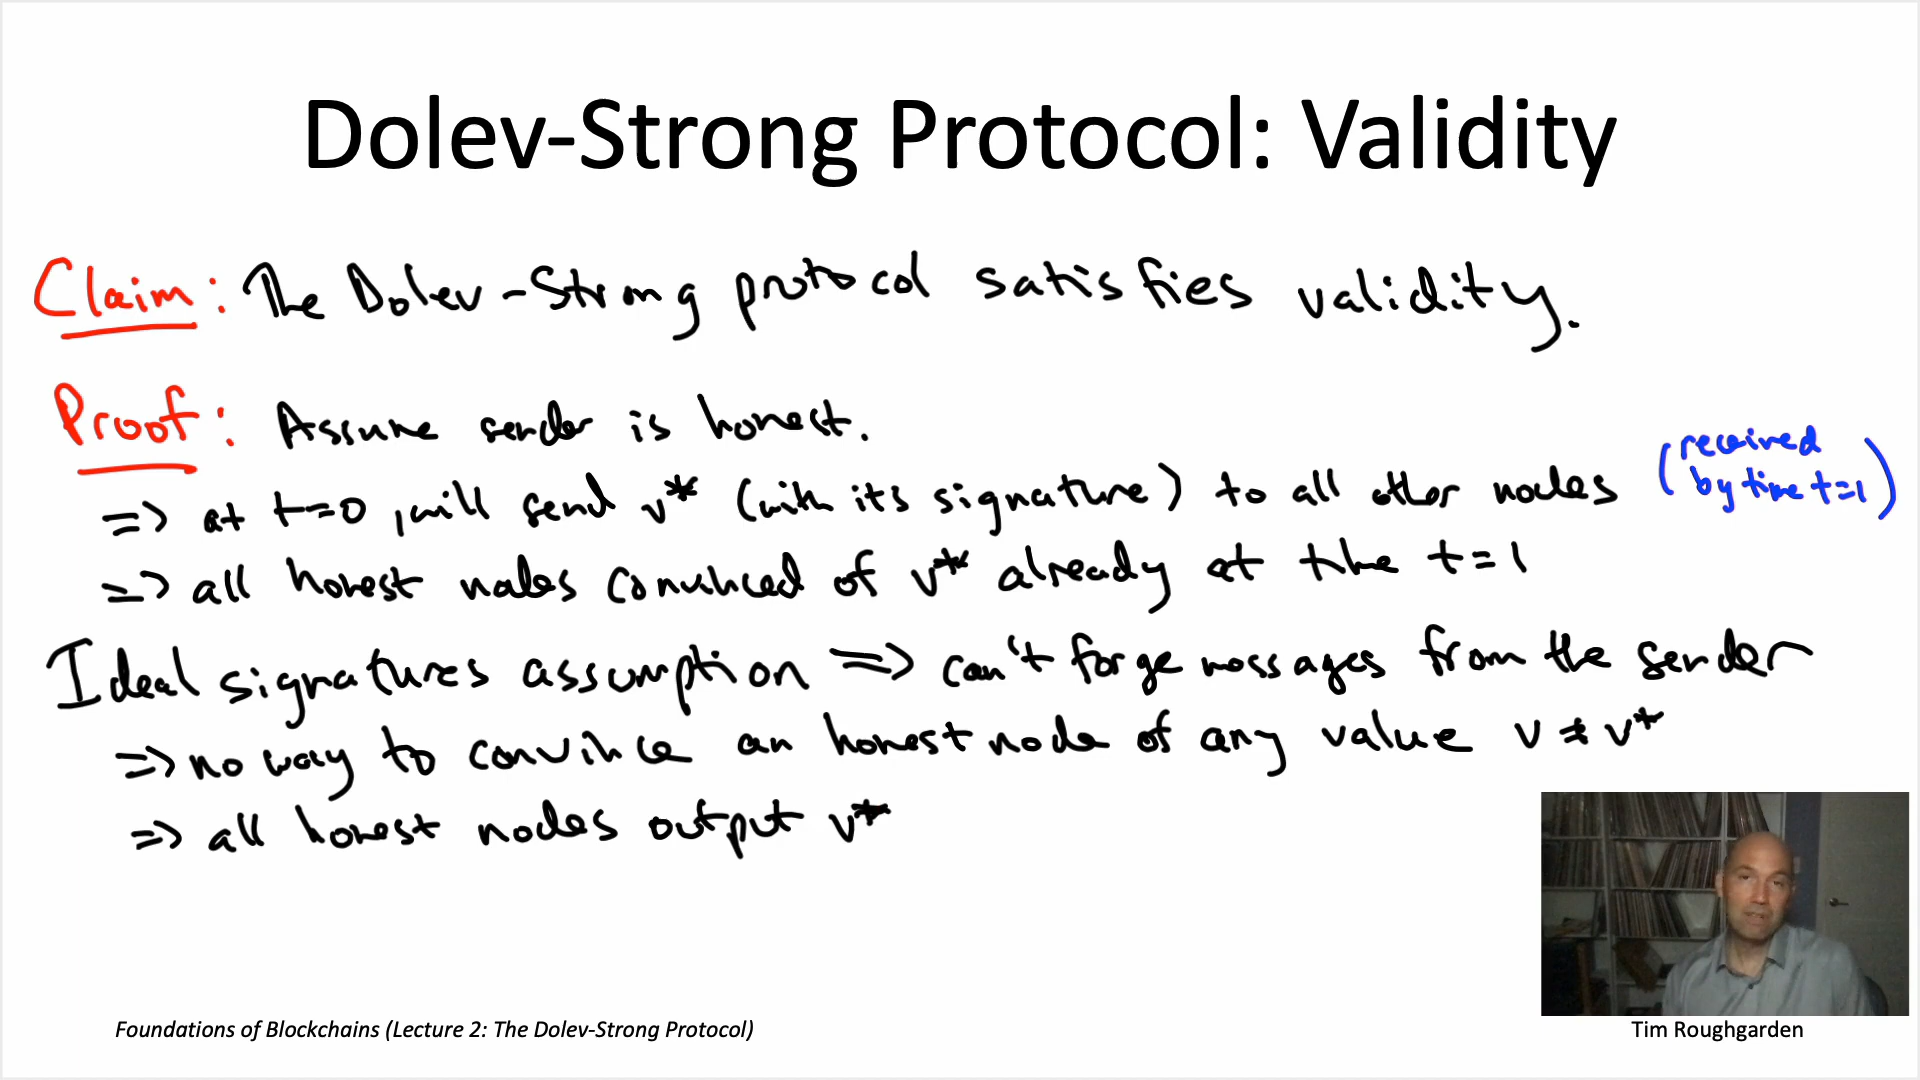 Dolev-Strong Protocol: Validity
Claim: The Dolev-Strong protocol satisfies validity.
Proof: Assume sender is honest.
=> at t=0, will send v* (with its signature) to all other nodes (received by time t=1)
=> all honest nodes convinced of v* already at time t=1
Ideal signatures assumption => can't forge messages from the sender
=> no way to convince an honest node of any value v ≠ v*
=> all honest nodes output v*
Foundations of Blockchains (Lecture 2: The Dolev-Strong Protocol)
Tim Roughgarden